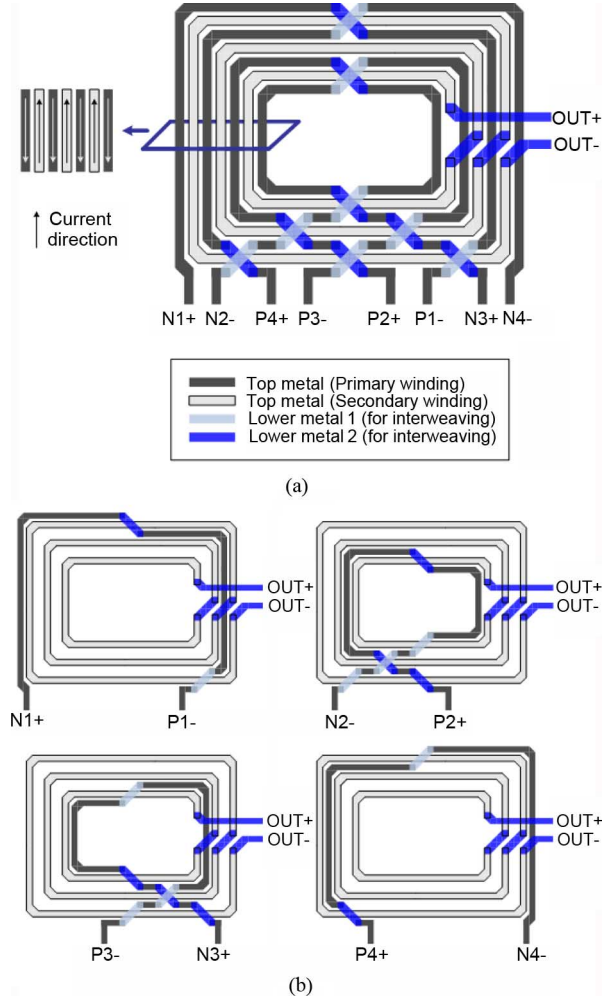 OUT+
OUT-
Current
direction
N1+ N2- P4+ P3- P2+ P1- N3+ N4-
Top metal (Primary winding)
Top metal (Secondary winding)
Lower metal 1 (for interweaving)
Lower metal 2 (for interweaving)
(a)
OUT+
OUT-
N1+ P1-
OUT+
OUT-
N2- P2+
OUT+
OUT-
P3- N3+
OUT+
OUT-
P4+ N4-
(b)